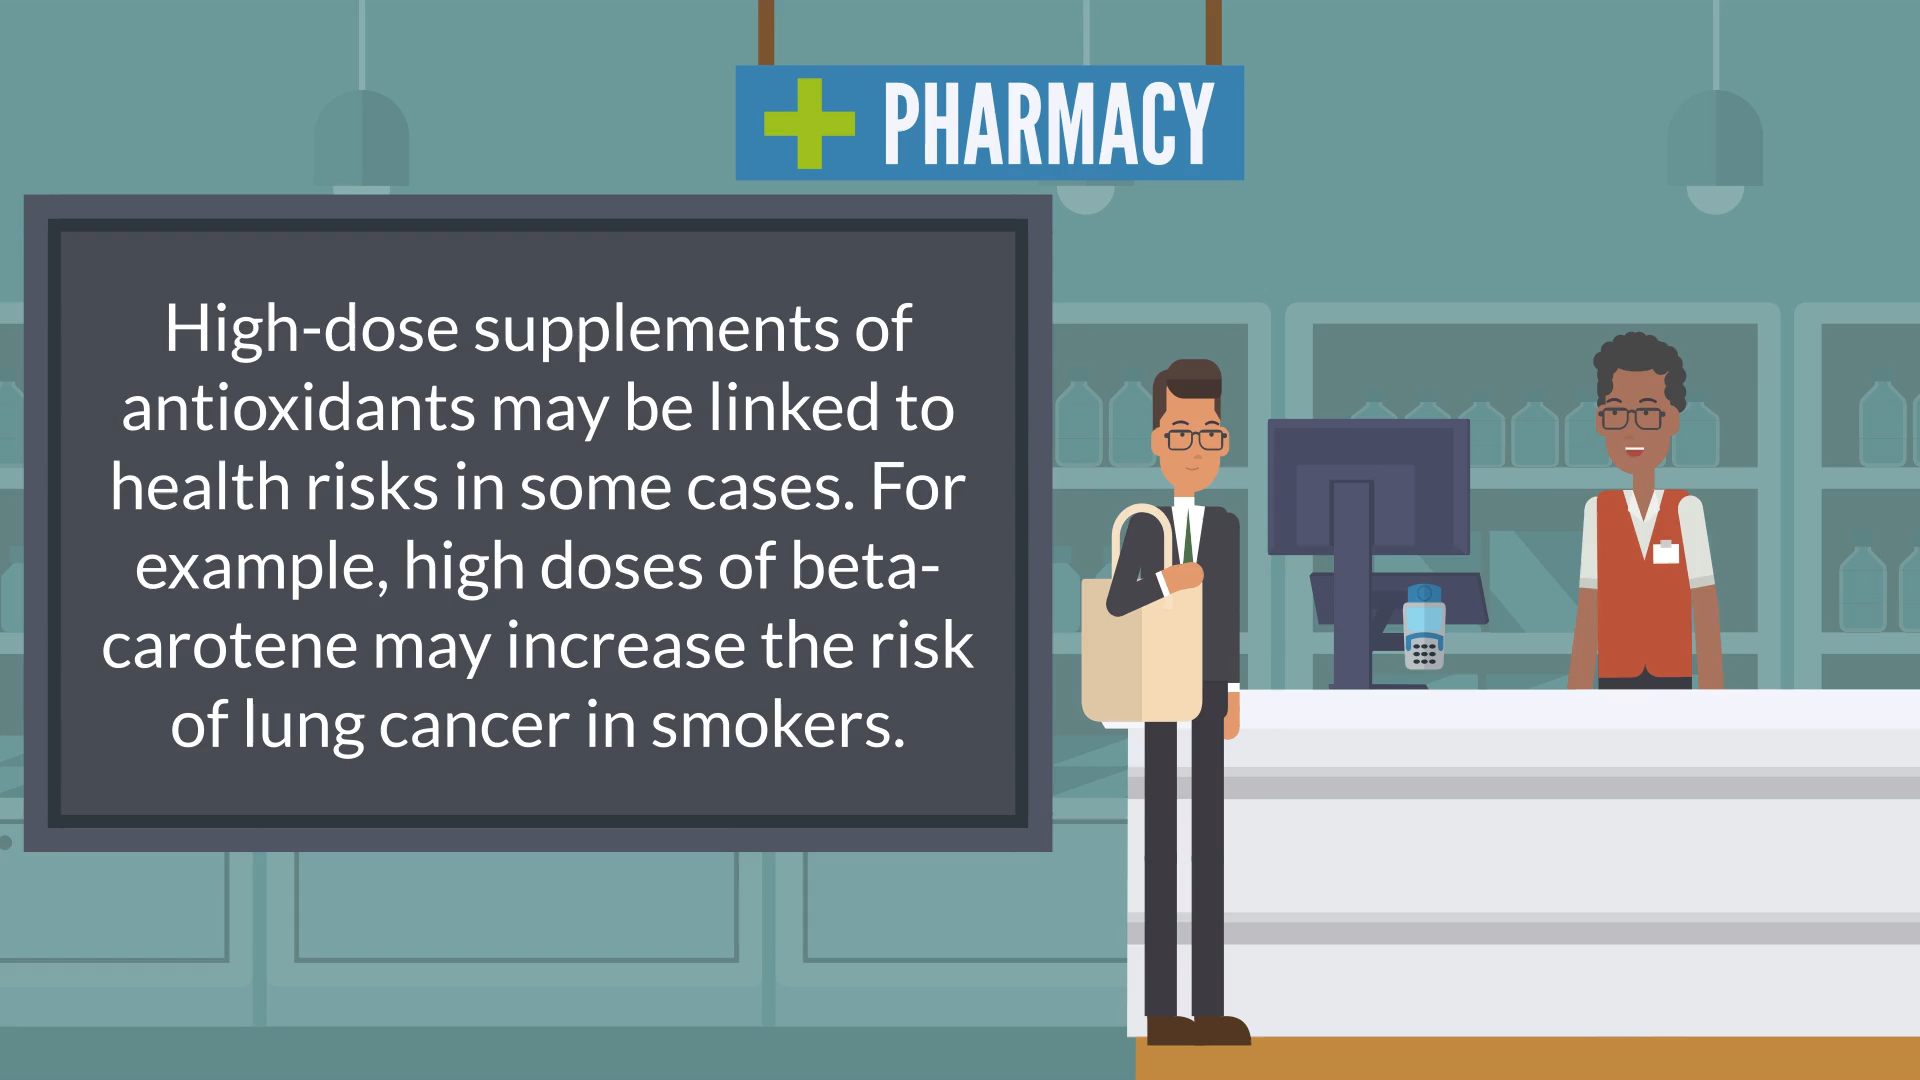 PHARMACY
High-dose supplements of
antioxidants may be linked to
health risks in some cases. For
example, high doses of beta-
carotene may increase the risk
of lung cancer in smokers.